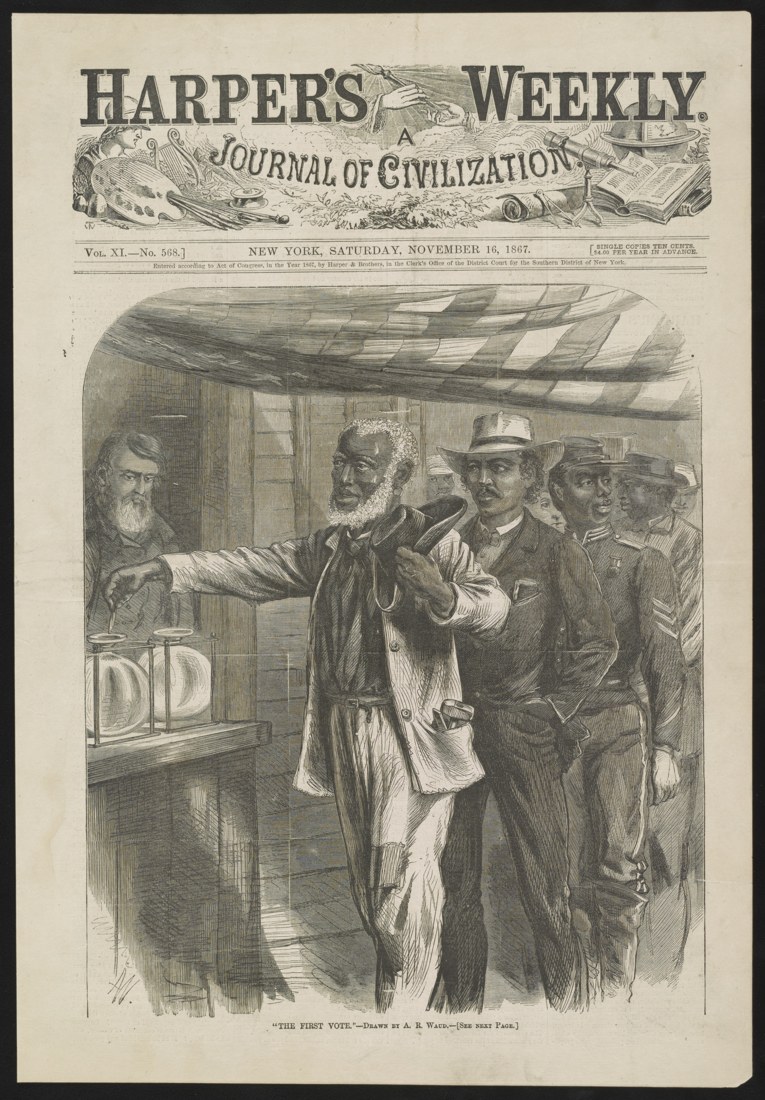 HARPER'S WEEKLY.
A
JOURNAL OF CIVILIZATION
VOL. XI.—NO. 568.] NEW YORK, SATURDAY, NOVEMBER 16, 1867. [SINGLE COPIES TEN CENTS.
$4.00 PER YEAR IN ADVANCE.
Entered according to Act of Congress, in the Year 1867, by Harper & Brothers, in the Clerk's Office of the District Court for the Southern District of New York.
"THE FIRST VOTE."—DRAWN BY A. R. WAUD.—[SEE NEXT PAGE.]